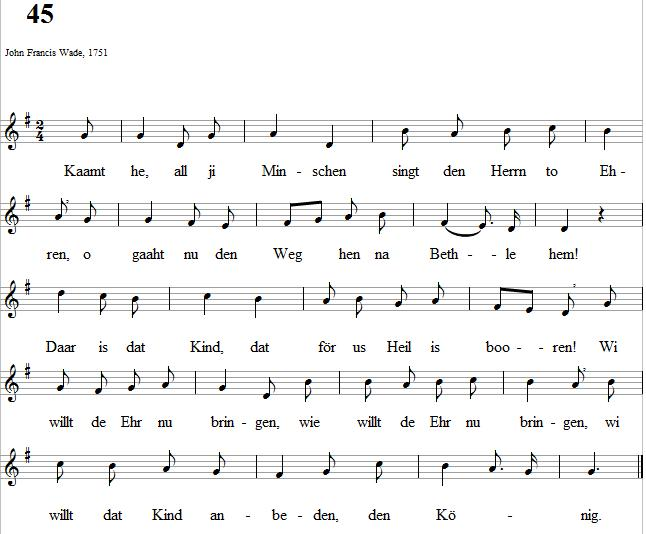 45
John Francis Wade, 1751
2
4
Kaamt he, all ji Min - schen singt den Herrn to Eh -
ren, o gaaht nu den Weg hen na Beth - - le hem!
Daar is dat Kind, dat för us Heil is boo - - ren! Wi
willt de Ehr nu brin - gen, wie willt de Ehr nu brin - gen, wi
willt dat Kind an - be - den, den Kö - nig.